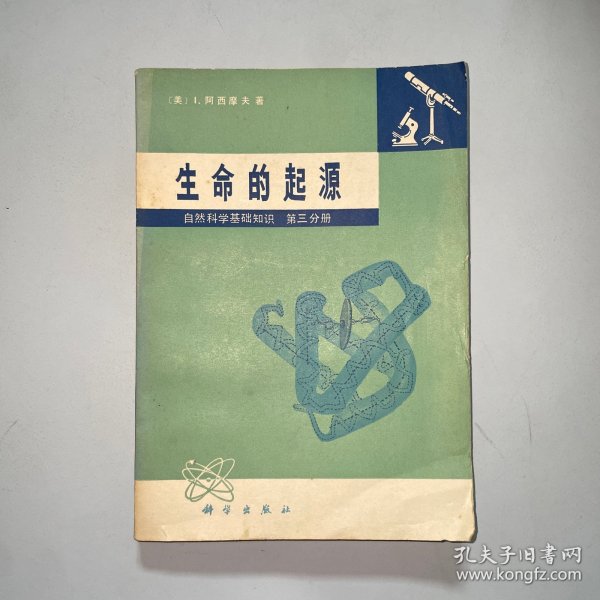 〔美〕I. 阿西摩夫 著
生命的起源
自然科学基础知识 第三分册
科学出版社
孔夫子旧书网
www.kongfz.com